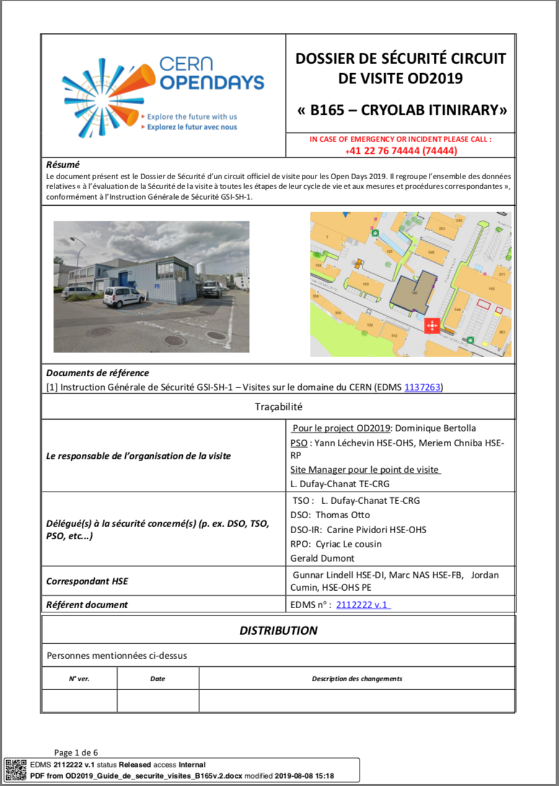 CERN
OPENDAYS
Explore the future with us
Explorez le futur avec nous
DOSSIER DE SÉCURITÉ CIRCUIT
DE VISITE OD2019
« B165 – CRYOLAB ITINIRARY»
IN CASE OF EMERGENCY OR INCIDENT PLEASE CALL :
+41 22 76 74444 (74444)
Résumé
Le document présent est le Dossier de Sécurité d'un circuit officiel de visite pour les Open Days 2019. Il regroupe l'ensemble des données
relatives « à l'évaluation de la Sécurité de la visite à toutes les étapes de leur cycle de vie et aux mesures et procédures correspondantes »,
conformément à l'Instruction Générale de Sécurité GSI-SH-1.
Documents de référence
[1] Instruction Générale de Sécurité GSI-SH-1 – Visites sur le domaine du CERN (EDMS 1137263)
Traçabilité
Le responsable de l'organisation de la visite
Pour le project OD2019: Dominique Bertolla
PSO : Yann Léchevin HSE-OHS, Meriem Chniba HSE-
RP
Site Manager pour le point de visite
L. Dufay-Chanat TE-CRG
Délégué(s) à la sécurité concerné(s) (p. ex. DSO, TSO,
PSO, etc...)
TSO : L. Dufay-Chanat TE-CRG
DSO: Thomas Otto
DSO-IR: Carine Pividori HSE-OHS
RPO: Cyriac Le cousin
Gerald Dumont
Correspondant HSE
Gunnar Lindell HSE-DI, Marc NAS HSE-FB, Jordan
Cumin, HSE-OHS PE
Référent document
EDMS n° : 2112222 v.1
DISTRIBUTION
Personnes mentionnées ci-dessus
N° ver.
Date
Description des changements
Page 1 de 6
EDMS 2112222 v.1 status Released access Internal
PDF from OD2019_Guide_de_securite_visites_B165v.2.docx modified 2019-08-08 15:18